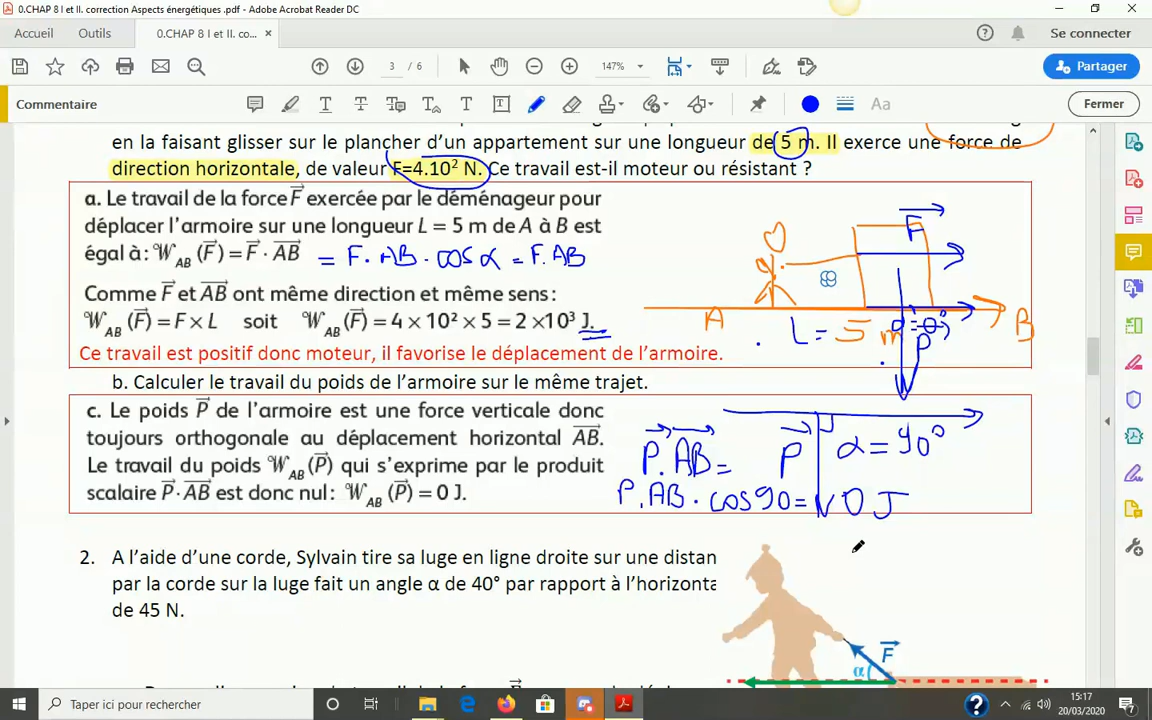 0.CHAP 8 I et II. correction Aspects énergétiques .pdf - Adobe Acrobat Reader DC
Accueil
Outils
0.CHAP 8 I et II. co...
Se connecter
3 / 6
147%
Partager
Commentaire
Aa
Fermer
en la faisant glisser sur le plancher d'un appartement sur une longueur de 5 m. Il exerce une force de
direction horizontale, de valeur F=4.10² N. Ce travail est-il moteur ou résistant ?
a. Le travail de la force F⃗ exercée par le déménageur pour
déplacer l'armoire sur une longueur L = 5 m de A à B est
égal à : W_AB (F⃗) = F⃗ · AB⃗ = F. AB. cos α = F. AB
Comme F⃗ et AB⃗ ont même direction et même sens :
W_AB (F⃗) = F × L soit W_AB (F⃗) = 4 × 10² × 5 = 2 × 10³ J.
Ce travail est positif donc moteur, il favorise le déplacement de l'armoire.
F⃗
A
L = 5 m
P
B
b. Calculer le travail du poids de l'armoire sur le même trajet.
c. Le poids P⃗ de l'armoire est une force verticale donc
toujours orthogonale au déplacement horizontal AB⃗.
Le travail du poids W_AB (P⃗) qui s'exprime par le produit
scalaire P⃗ · AB⃗ est donc nul : W_AB (P⃗) = 0 J.
P⃗. AB⃗ =
P⃗
α = 90°
P. AB. cos 90 = 0 J
2. A l'aide d'une corde, Sylvain tire sa luge en ligne droite sur une distan
par la corde sur la luge fait un angle α de 40° par rapport à l'horizonta
de 45 N.
F⃗
α
Taper ici pour rechercher
15:17
20/03/2020
7